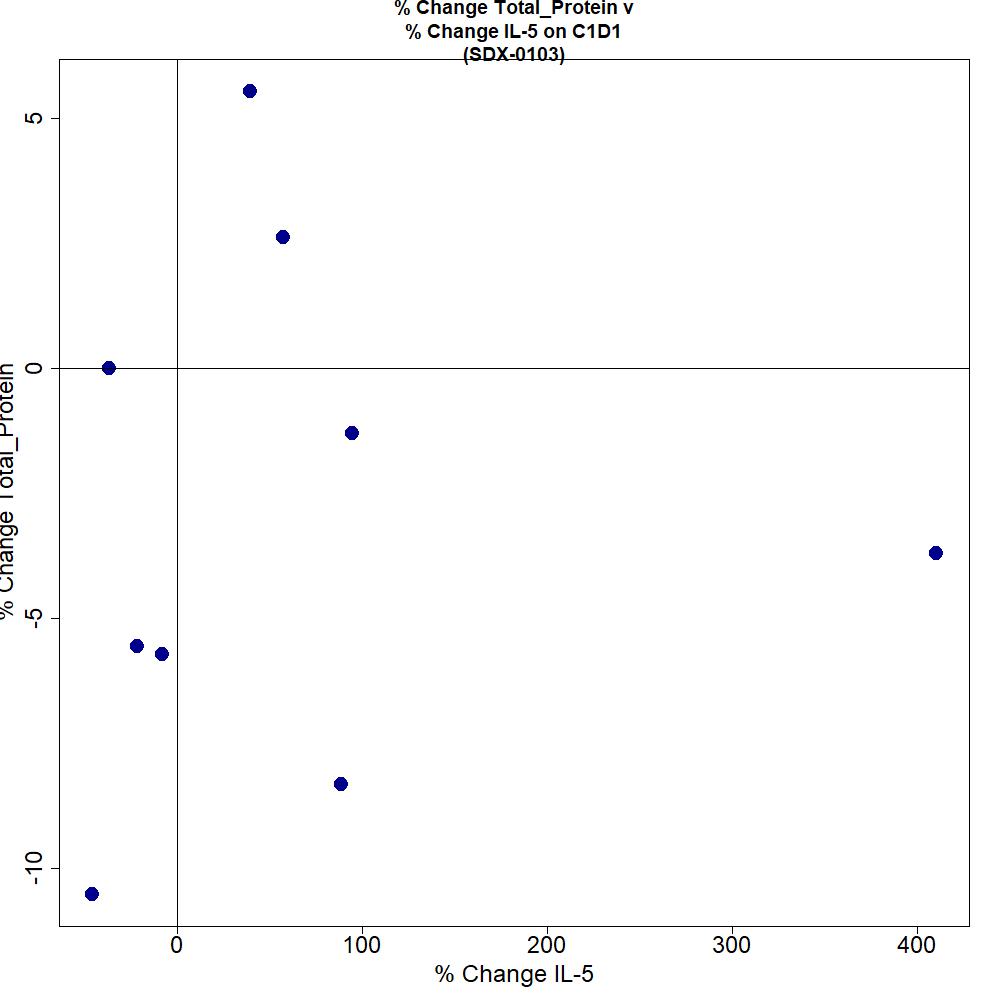 % Change Total_Protein v
% Change IL-5 on C1D1
(SDX-0103)
5
0
-5
-10
% Change Total_Protein
0 100 200 300 400
% Change IL-5